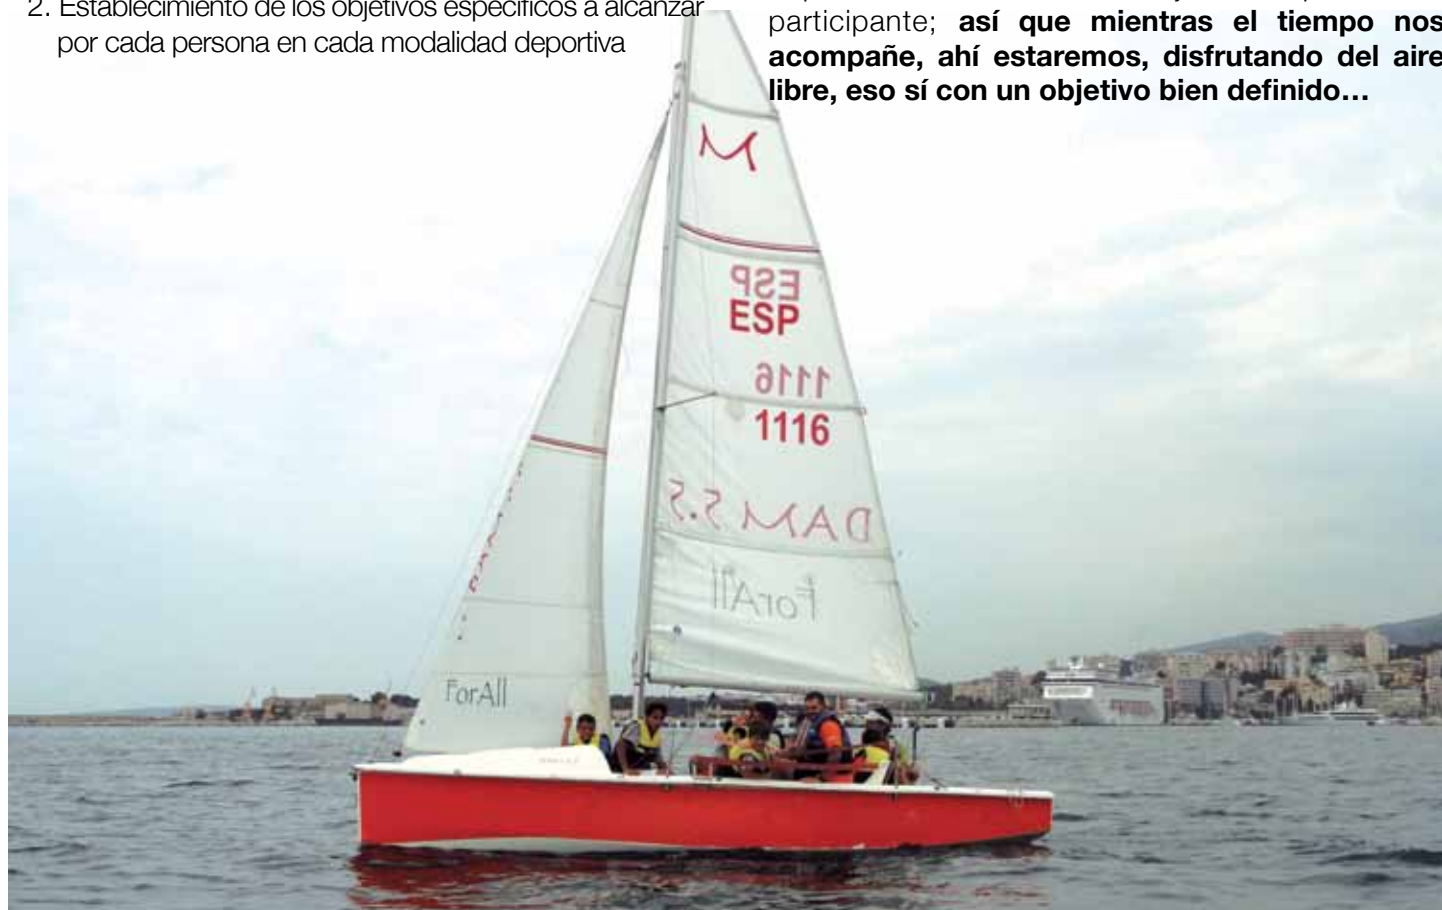 2. Establecimiento de los objetivos específicos a alcanzar
por cada persona en cada modalidad deportiva
participante; así que mientras el tiempo nos
acompañe, ahí estaremos, disfrutando del aire
libre, eso sí con un objetivo bien definido…
M
ESP
ESP
1116
1116
DAM 5.5
ForAll
ForAll